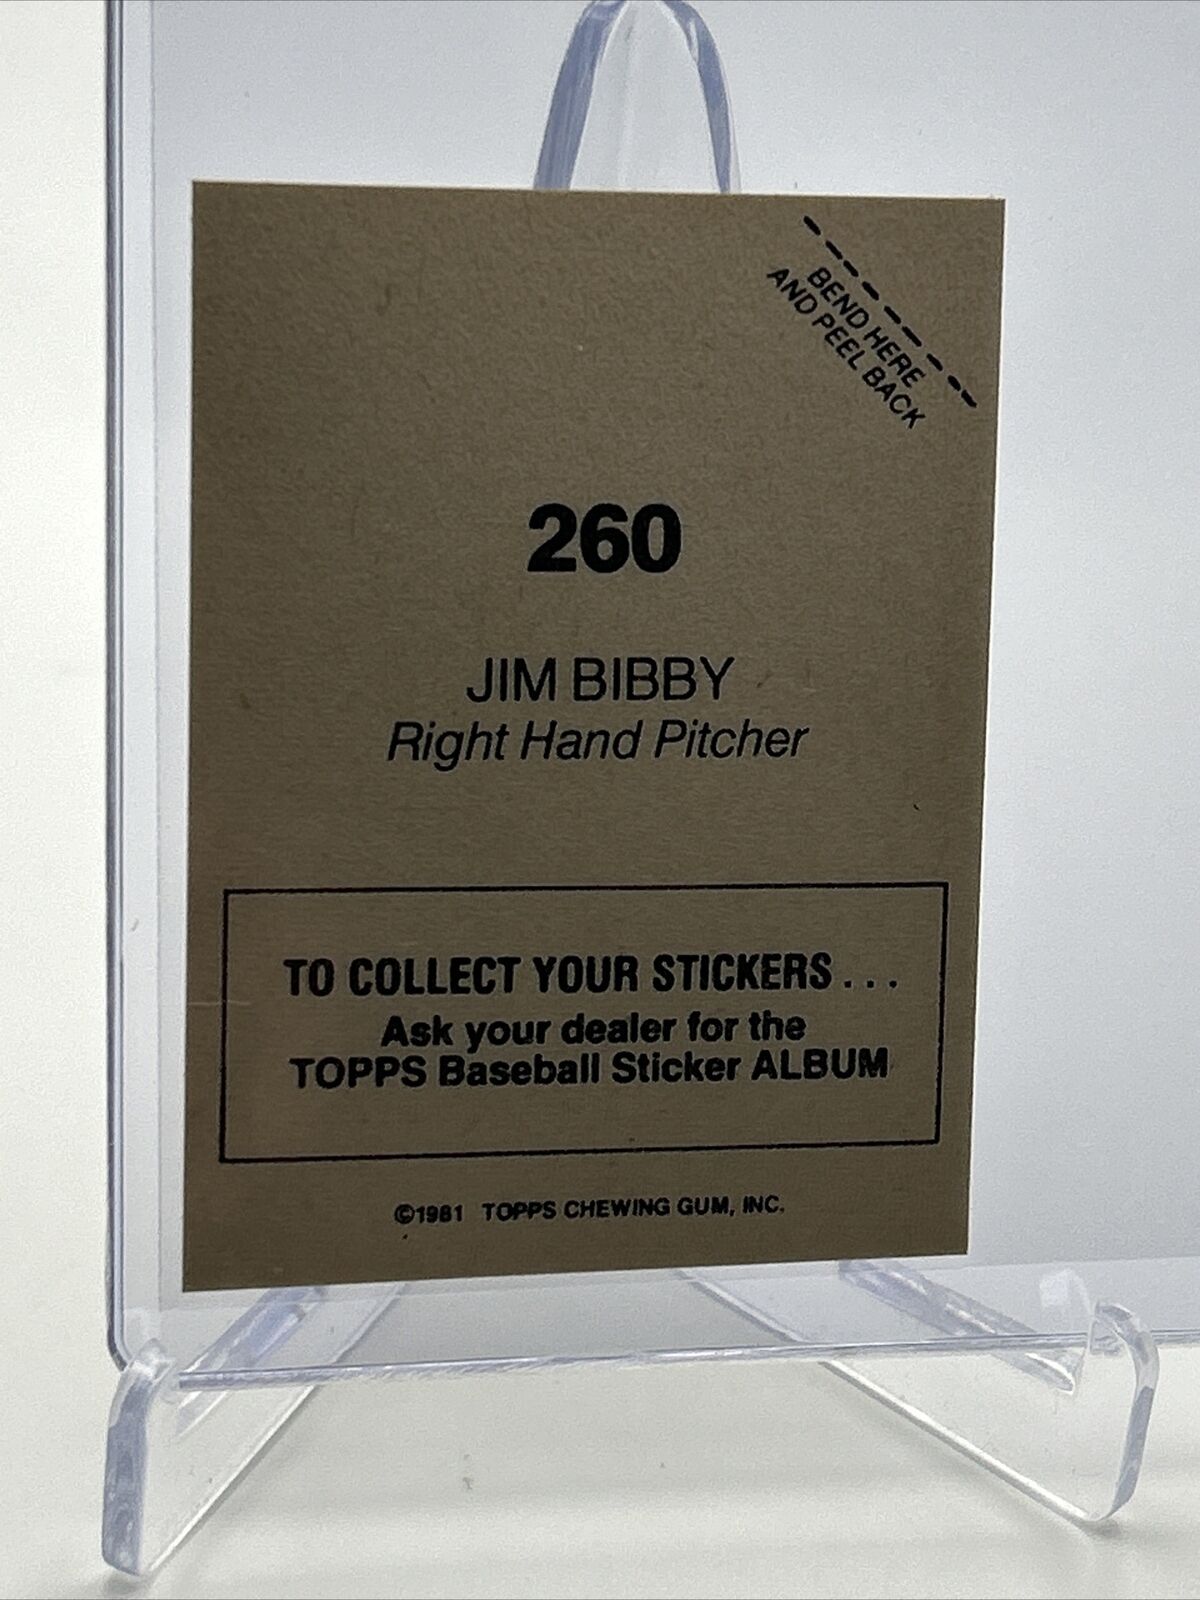 BEND HERE
AND PEEL BACK
260
JIM BIBBY
Right Hand Pitcher
TO COLLECT YOUR STICKERS . . .
Ask your dealer for the
TOPPS Baseball Sticker ALBUM
©1981 TOPPS CHEWING GUM, INC.